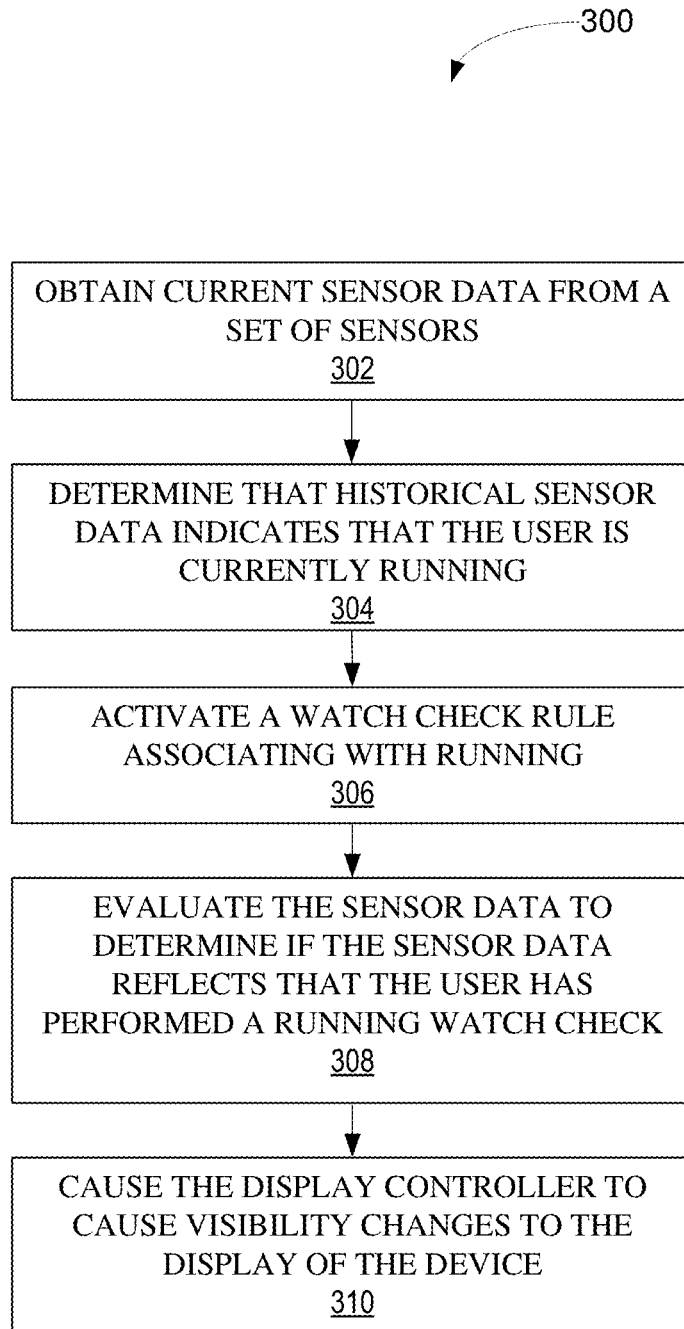 300
OBTAIN CURRENT SENSOR DATA FROM A
SET OF SENSORS
302
DETERMINE THAT HISTORICAL SENSOR
DATA INDICATES THAT THE USER IS
CURRENTLY RUNNING
304
ACTIVATE A WATCH CHECK RULE
ASSOCIATING WITH RUNNING
306
EVALUATE THE SENSOR DATA TO
DETERMINE IF THE SENSOR DATA
REFLECTS THAT THE USER HAS
PERFORMED A RUNNING WATCH CHECK
308
CAUSE THE DISPLAY CONTROLLER TO
CAUSE VISIBILITY CHANGES TO THE
DISPLAY OF THE DEVICE
310